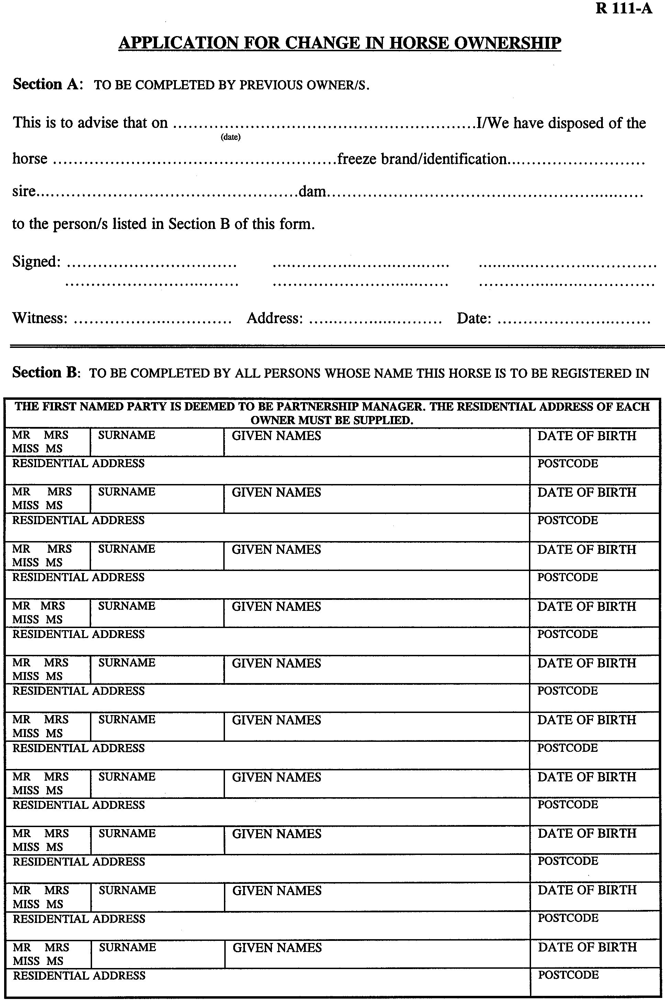 R 111-A
APPLICATION FOR CHANGE IN HORSE OWNERSHIP
Section A: TO BE COMPLETED BY PREVIOUS OWNER/S.
This is to advise that on ..........................................................I/We have disposed of the
(date)
horse ......................................................freeze brand/identification...........................
sire..................................................dam.............................................................
to the person/s listed in Section B of this form.
Signed: ................................. .................................. ..................................
................................. .................................. ..................................
Witness: .............................. Address: .......................... Date: .............................
Section B: TO BE COMPLETED BY ALL PERSONS WHOSE NAME THIS HORSE IS TO BE REGISTERED IN
THE FIRST NAMED PARTY IS DEEMED TO BE PARTNERSHIP MANAGER. THE RESIDENTIAL ADDRESS OF EACH
OWNER MUST BE SUPPLIED.
MR MRS SURNAME GIVEN NAMES DATE OF BIRTH
MISS MS
RESIDENTIAL ADDRESS POSTCODE
MR MRS SURNAME GIVEN NAMES DATE OF BIRTH
MISS MS
RESIDENTIAL ADDRESS POSTCODE
MR MRS SURNAME GIVEN NAMES DATE OF BIRTH
MISS MS
RESIDENTIAL ADDRESS POSTCODE
MR MRS SURNAME GIVEN NAMES DATE OF BIRTH
MISS MS
RESIDENTIAL ADDRESS POSTCODE
MR MRS SURNAME GIVEN NAMES DATE OF BIRTH
MISS MS
RESIDENTIAL ADDRESS POSTCODE
MR MRS SURNAME GIVEN NAMES DATE OF BIRTH
MISS MS
RESIDENTIAL ADDRESS POSTCODE
MR MRS SURNAME GIVEN NAMES DATE OF BIRTH
MISS MS
RESIDENTIAL ADDRESS POSTCODE
MR MRS SURNAME GIVEN NAMES DATE OF BIRTH
MISS MS
RESIDENTIAL ADDRESS POSTCODE
MR MRS SURNAME GIVEN NAMES DATE OF BIRTH
MISS MS
RESIDENTIAL ADDRESS POSTCODE
MR MRS SURNAME GIVEN NAMES DATE OF BIRTH
MISS MS
RESIDENTIAL ADDRESS POSTCODE